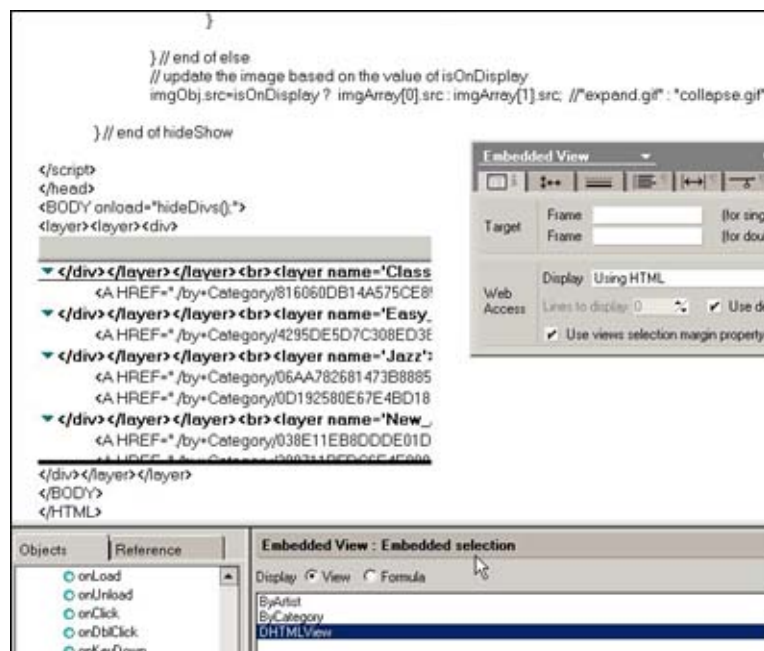 }
} // end of else
// update the image based on the value of isOnDisplay
imgObj.src=isOnDisplay ? imgArray[0].src : imgArray[1].src; //"expand.gif" : "collapse.gif"
} // end of hideShow
</script>
</head>
<BODY onload="hideDivs();">
<layer><layer><div>
</div></layer></layer><br><layer name='Class
<A HREF="./by+Category/816060DB14A575CE8
</div></layer></layer><br><layer name='Easy_
<A HREF="./by+Category/4295DE5D7C308ED3E
</div></layer></layer><br><layer name='Jazz'>
<A HREF="./by+Category/06AA782681473B8885
<A HREF="./by+Category/0D192580E67E4BD18
</div></layer></layer><br><layer name='New_
<A HREF="./by+Category/038E11EB8DDDE01D
</div></layer></layer>
</BODY>
</HTML>
Embedded View
Target
Frame
(for sing
Frame
(for dou
Web Access
Display Using HTML
Lines to display 0
Use de
Use views selection margin property
Objects
Reference
onLoad
onUnload
onClick
onDblClick
onKeyDown
Embedded View : Embedded selection
Display View Formula
ByArtist
ByCategory
DHTMLView